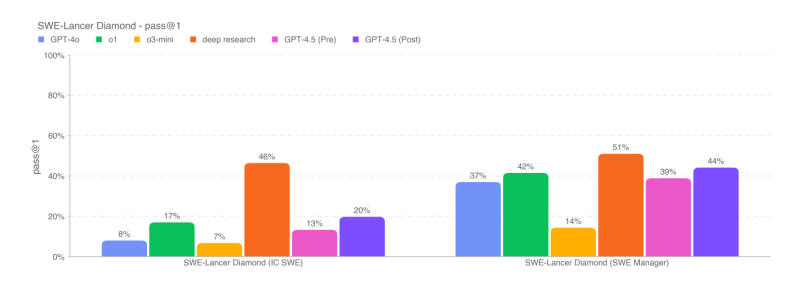 SWE-Lancer Diamond - pass@1
GPT-4o o1 o3-mini deep research GPT-4.5 (Pre) GPT-4.5 (Post)
100%
80%
60%
40%
20%
0%
pass@1
8% 17% 7% 46% 13% 20%
37% 42% 14% 51% 39% 44%
SWE-Lancer Diamond (IC SWE) SWE-Lancer Diamond (SWE Manager)